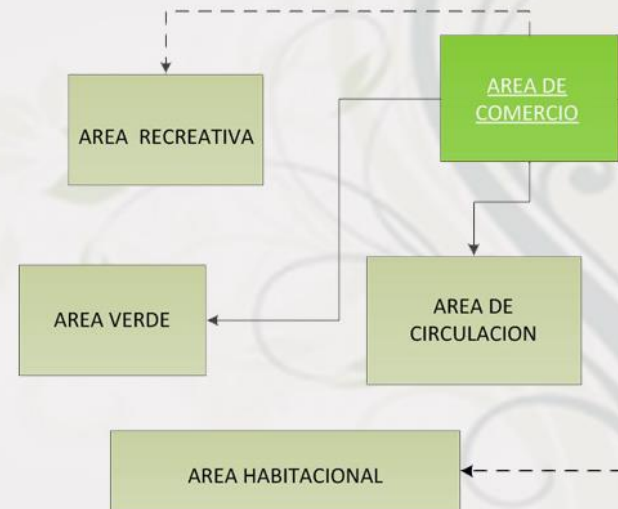 AREA DE
COMERCIO
AREA RECREATIVA
AREA VERDE
AREA DE
CIRCULACION
AREA HABITACIONAL